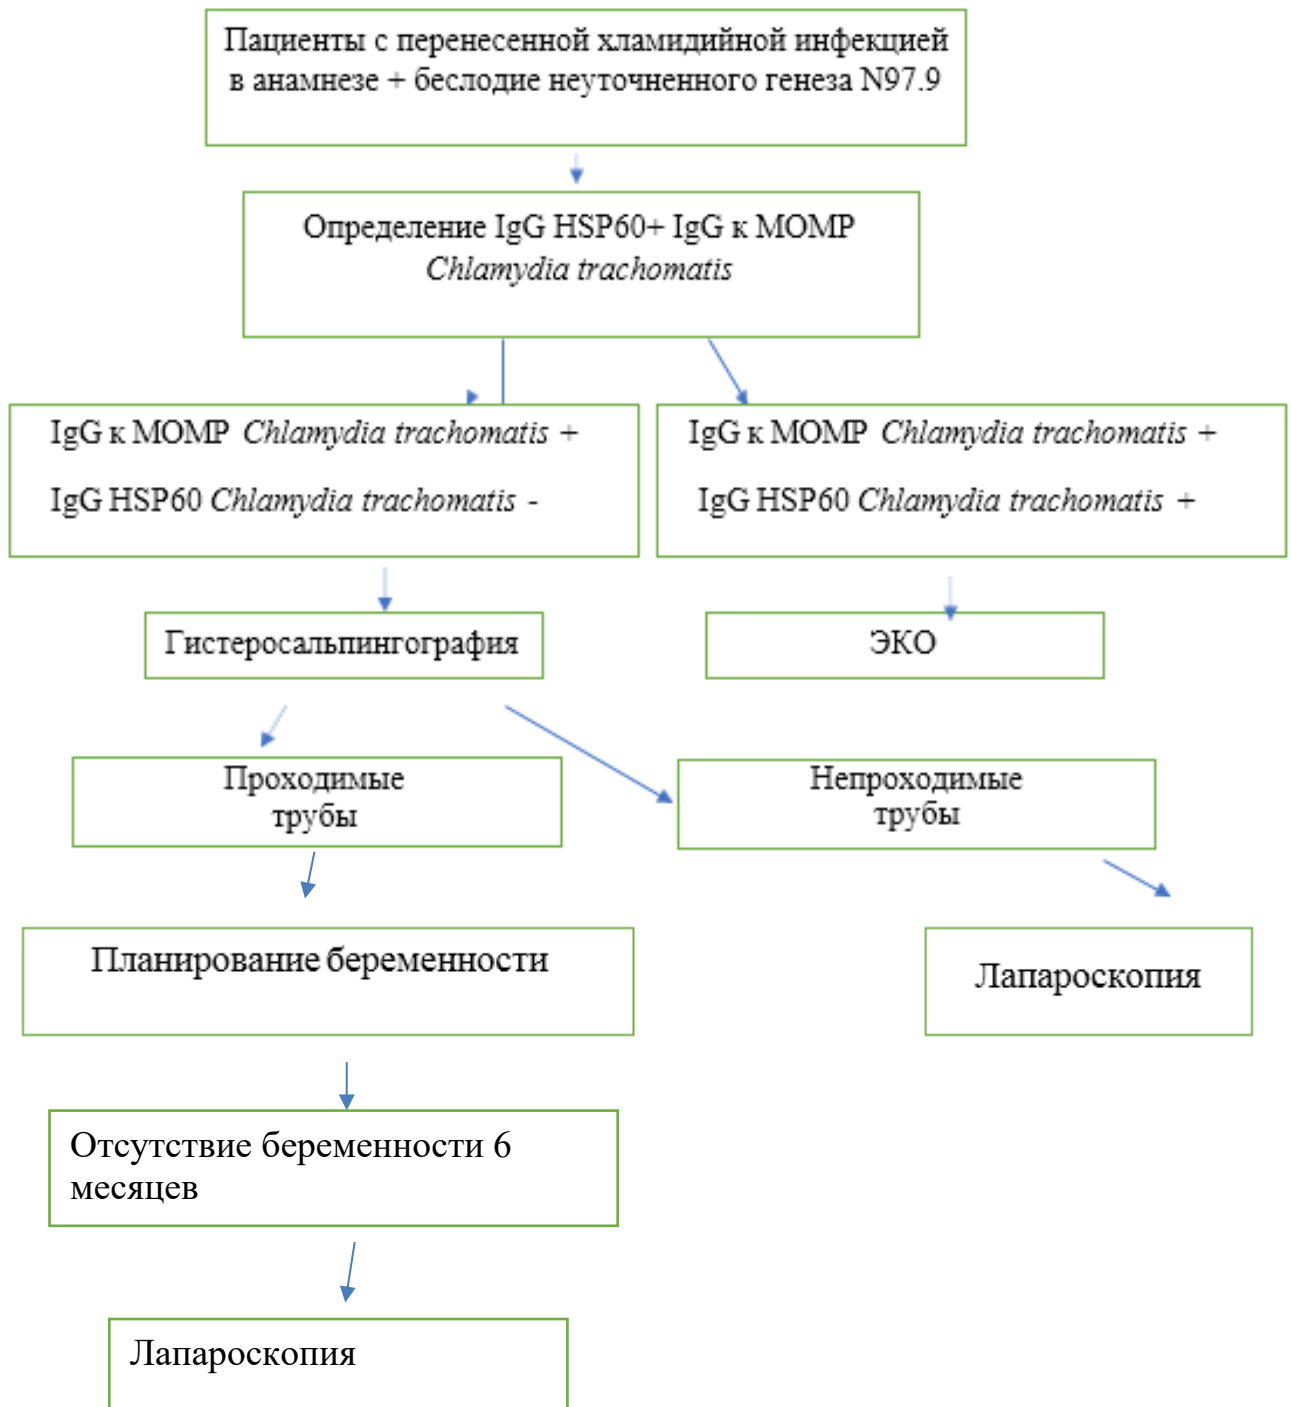 Пациенты с перенесенной хламидийной инфекцией
в анамнезе + беслодие неуточненного генеза N97.9
Определение IgG HSP60+ IgG к MOMP
Chlamydia trachomatis
IgG к MOMP Chlamydia trachomatis +
IgG HSP60 Chlamydia trachomatis -
IgG к MOMP Chlamydia trachomatis +
IgG HSP60 Chlamydia trachomatis +
Гистеросальпингография
ЭКО
Проходимые
трубы
Непроходимые
трубы
Планирование беременности
Лапароскопия
Отсутствие беременности 6
месяцев
Лапароскопия